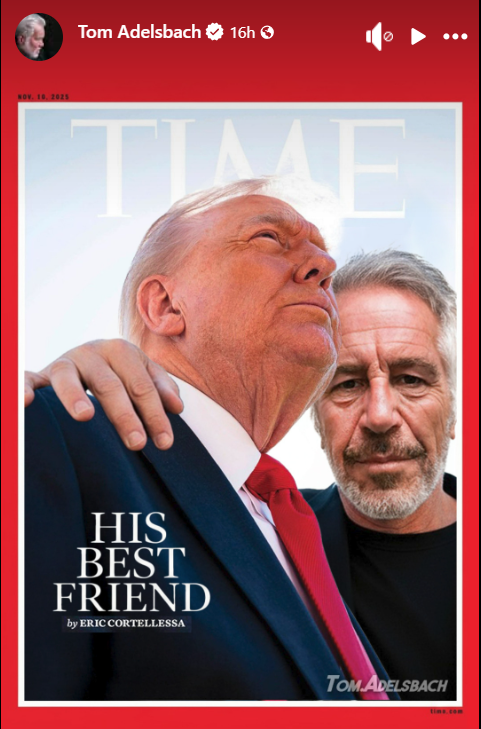 Tom Adelsbach 16h
NOV. 10, 2025
TIME
HIS
BEST
FRIEND
by ERIC CORTELLESSA
TOM.ADELSBACH
time.com